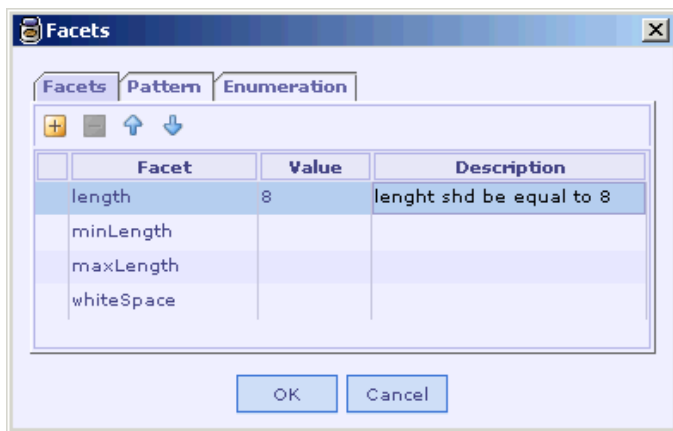 Facets
Facets Pattern Enumeration
Facet Value Description
length 8 lenght shd be equal to 8
minLength
maxLength
whiteSpace
OK Cancel